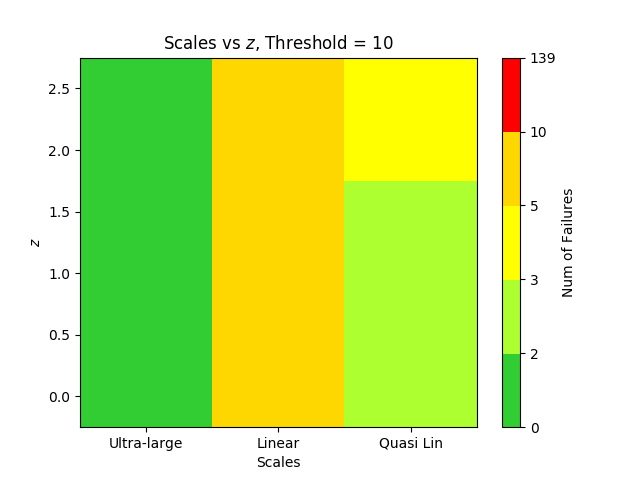 Scales vs z, Threshold = 10
2.5
2.0
1.5
1.0
0.5
0.0
z
Ultra-large Linear Quasi Lin
Scales
139
10
5
3
2
0
Num of Failures